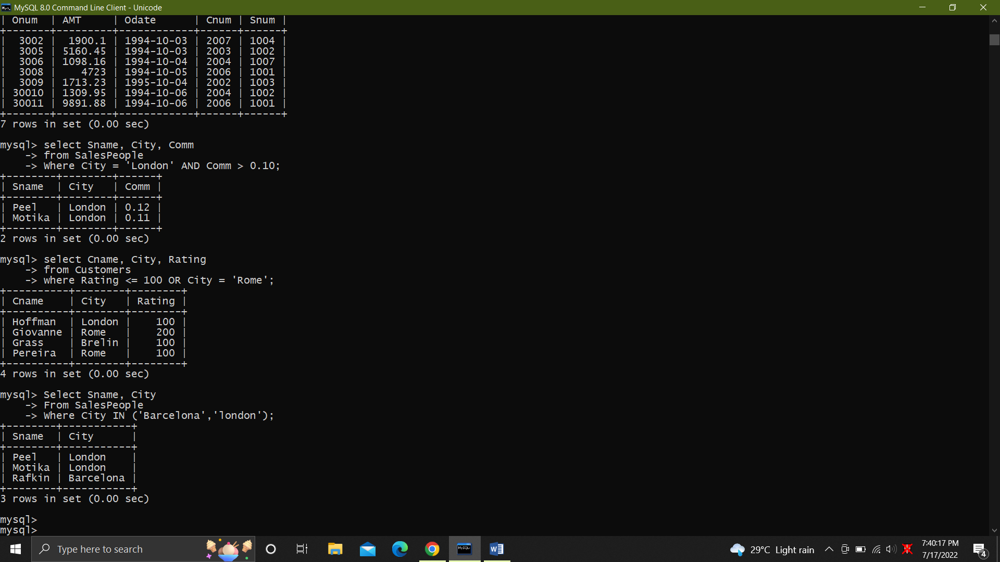 MySQL 8.0 Command Line Client - Unicode
| Onum  | AMT     | Odate      | Cnum | Snum |
+-------+---------+------------+------+------+
|  3002 |  1900.1 | 1994-10-03 | 2007 | 1004 |
|  3005 | 5160.45 | 1994-10-03 | 2003 | 1002 |
|  3006 | 1098.16 | 1994-10-04 | 2004 | 1007 |
|  3008 |    4723 | 1994-10-05 | 2006 | 1001 |
|  3009 | 1713.23 | 1995-10-04 | 2002 | 1003 |
| 30010 | 1309.95 | 1994-10-06 | 2004 | 1002 |
| 30011 | 9891.88 | 1994-10-06 | 2006 | 1001 |
+-------+---------+------------+------+------+
7 rows in set (0.00 sec)

mysql> select Sname, City, Comm
    -> from SalesPeople
    -> Where City = 'London' AND Comm > 0.10;
+--------+--------+------+
| Sname  | City   | Comm |
+--------+--------+------+
| Peel   | London | 0.12 |
| Motika | London | 0.11 |
+--------+--------+------+
2 rows in set (0.00 sec)

mysql> select Cname, City, Rating
    -> from Customers
    -> where Rating <= 100 OR City = 'Rome';
+----------+--------+--------+
| Cname    | City   | Rating |
+----------+--------+--------+
| Hoffman  | London |    100 |
| Giovanne | Rome   |    200 |
| Grass    | Brelin |    100 |
| Pereira  | Rome   |    100 |
+----------+--------+--------+
4 rows in set (0.00 sec)

mysql> Select Sname, City
    -> From SalesPeople
    -> Where City IN ('Barcelona','london');
+--------+-----------+
| Sname  | City      |
+--------+-----------+
| Peel   | London    |
| Motika | London    |
| Rafkin | Barcelona |
+--------+-----------+
3 rows in set (0.00 sec)

mysql>
mysql>
Type here to search
29°C Light rain
7:40:17 PM
7/17/2022
4